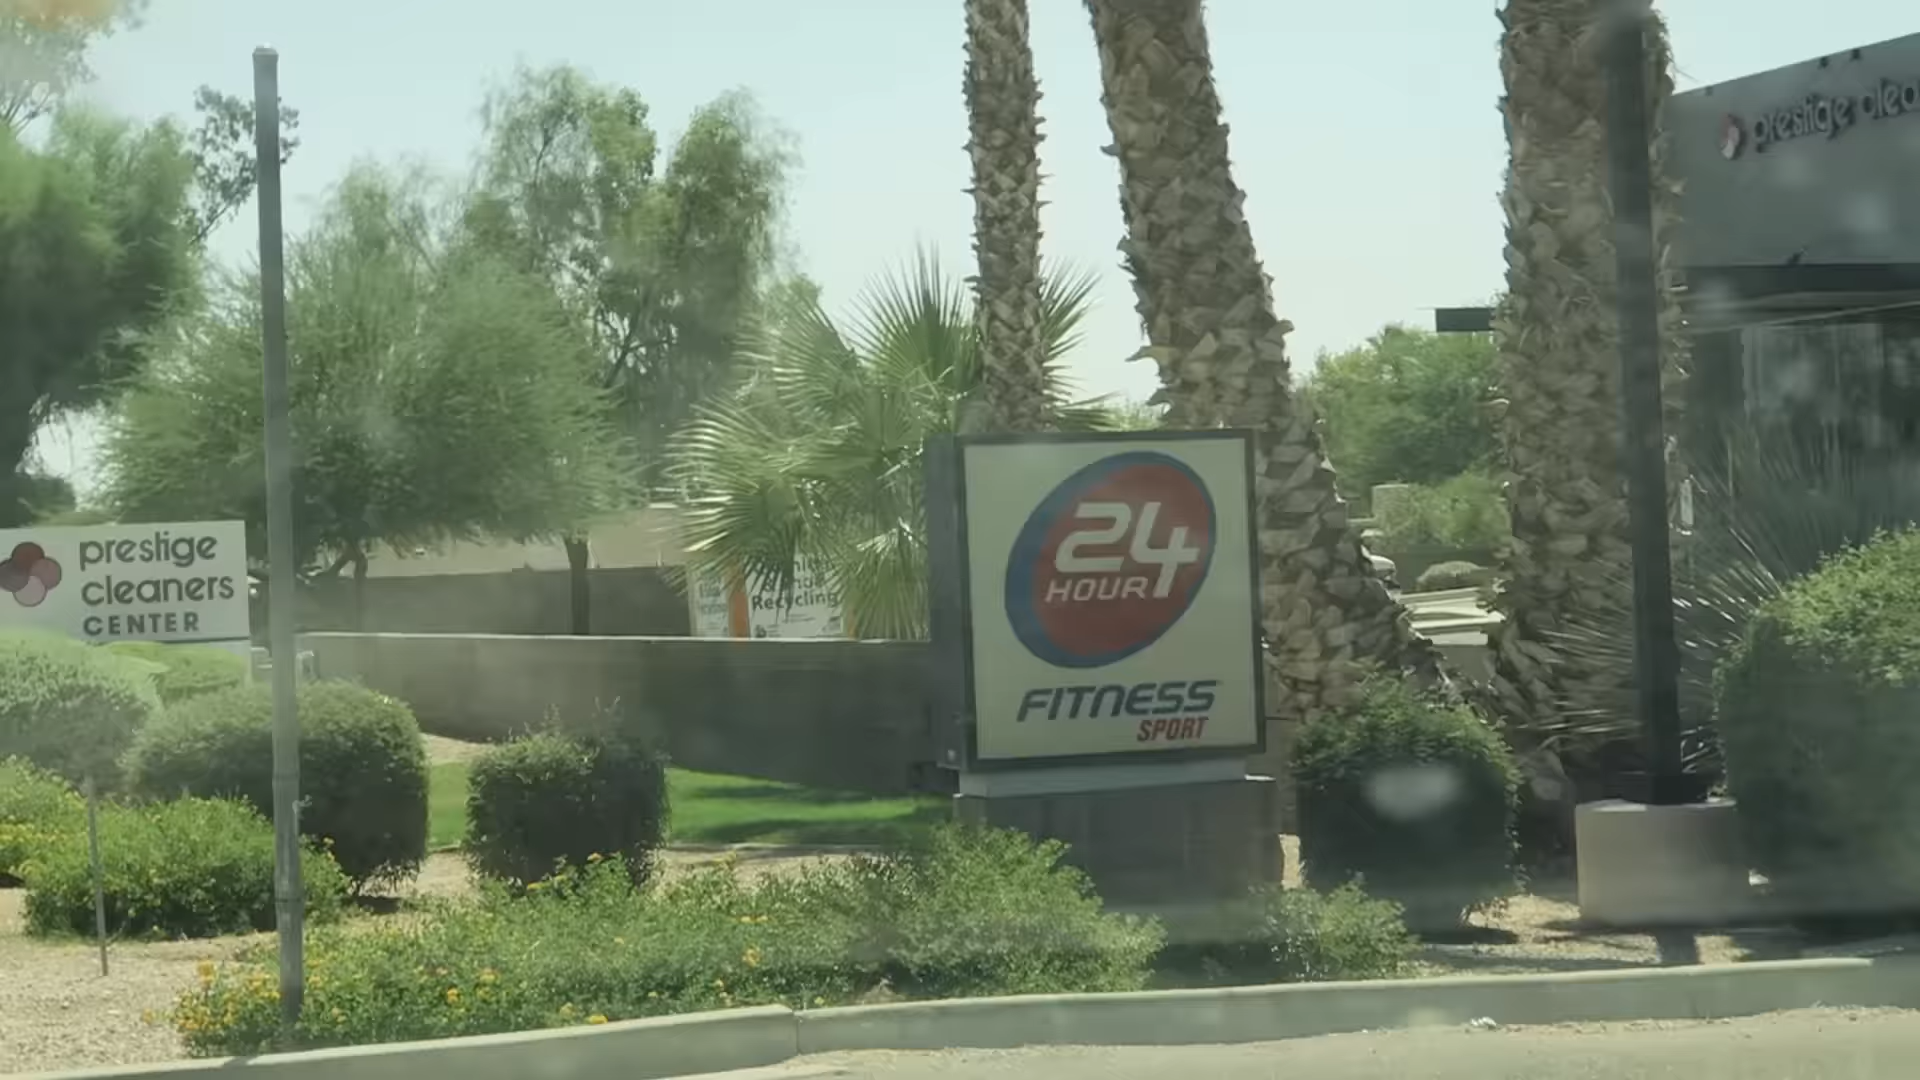 prestige
cleaners
CENTER
Recycling
24
HOUR
FITNESS
SPORT
prestige clea